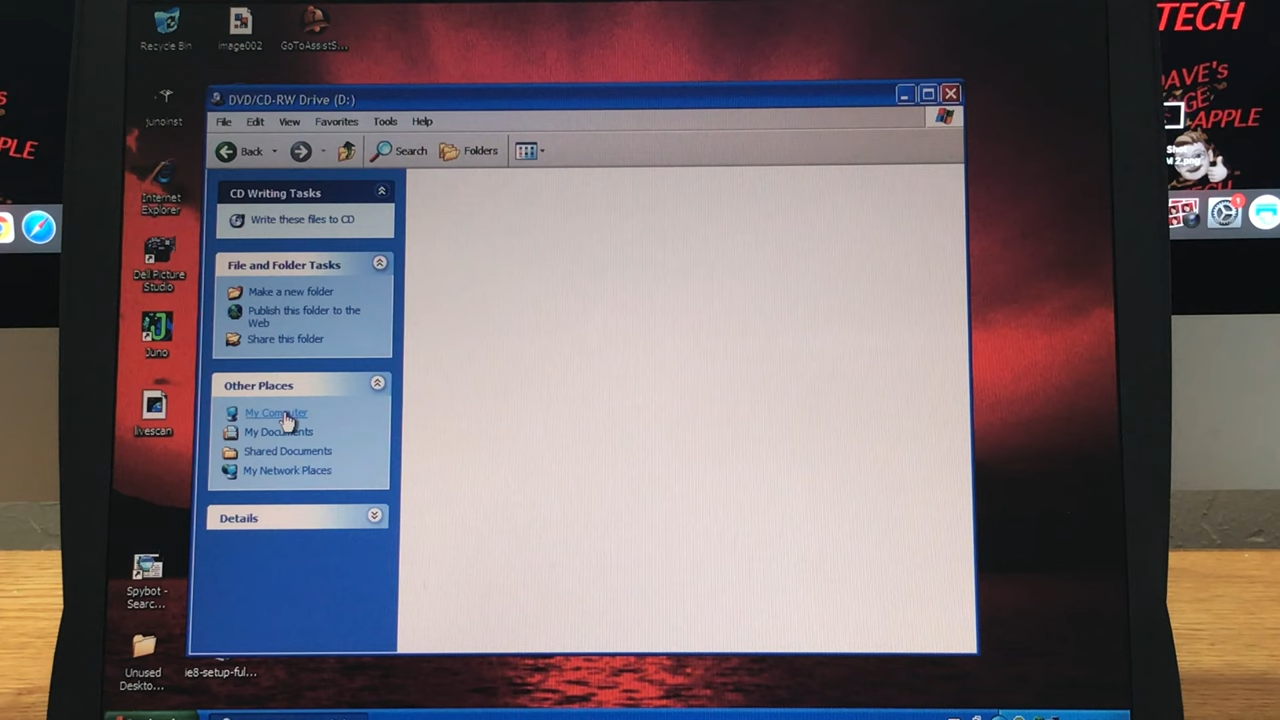 Recycle Bin
image002
GoToAssistS...
TECH
DAVE's
APPLE
PLE
junoinst
Internet
Explorer
Dell Picture
Studio
Juno
livescan
Spybot -
Searc...
Unused
Deskto...
ie8-setup-ful...
DVD/CD-RW Drive (D:)
File Edit View Favorites Tools Help
Back Search Folders
CD Writing Tasks
Write these files to CD
File and Folder Tasks
Make a new folder
Publish this folder to the
Web
Share this folder
Other Places
My Computer
My Documents
Shared Documents
My Network Places
Details
1